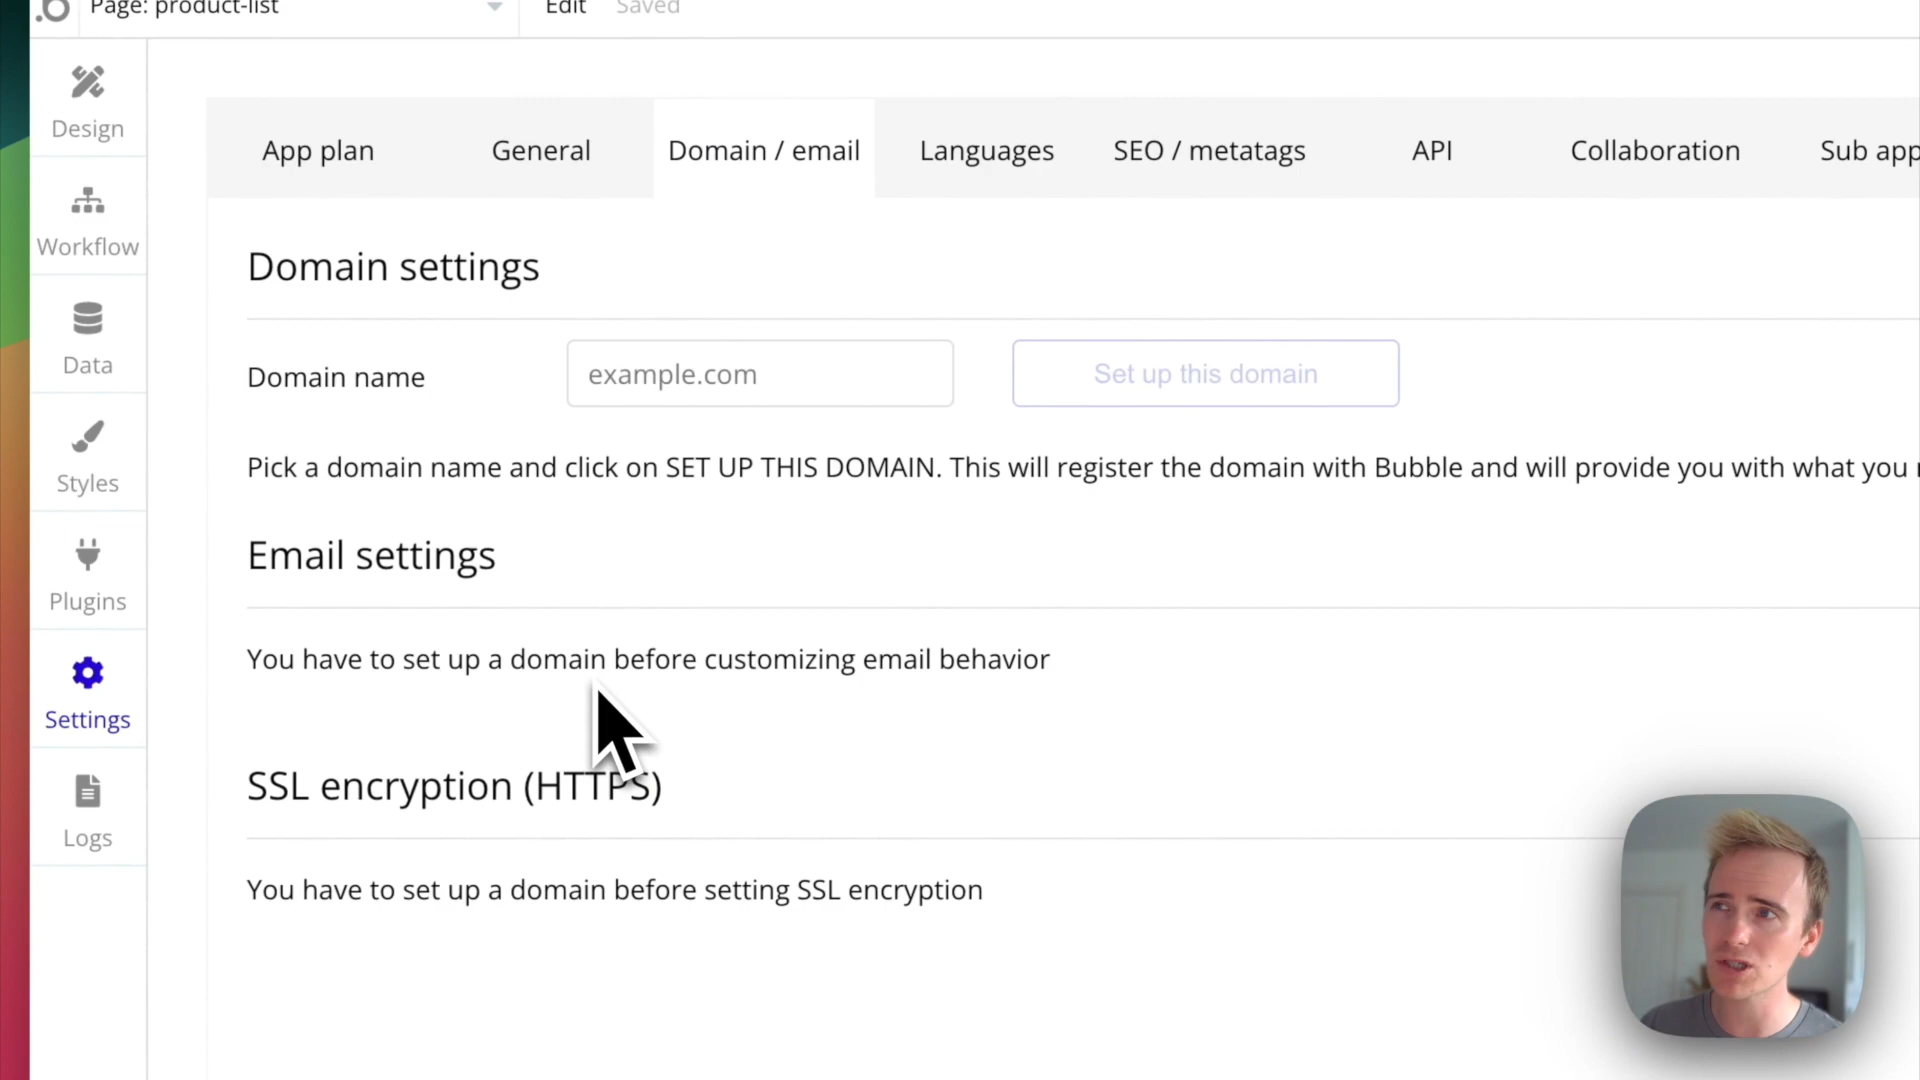 Page: product-list
Edit
Saved
Design
Workflow
Data
Styles
Plugins
Settings
Logs
App plan
General
Domain / email
Languages
SEO / metatags
API
Collaboration
Sub app
Domain settings
Domain name
example.com
Set up this domain
Pick a domain name and click on SET UP THIS DOMAIN. This will register the domain with Bubble and will provide you with what you
Email settings
You have to set up a domain before customizing email behavior
SSL encryption (HTTPS)
You have to set up a domain before setting SSL encryption